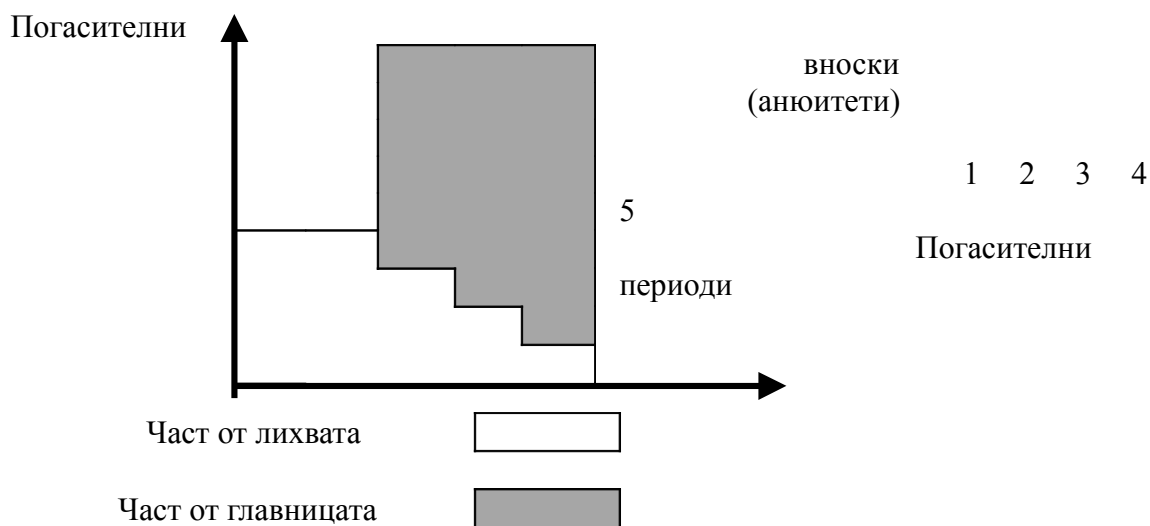 Погасителни
вноски
(анюитети)
1 2 3 4
5
Погасителни
периоди
Част от лихвата
Част от главницата